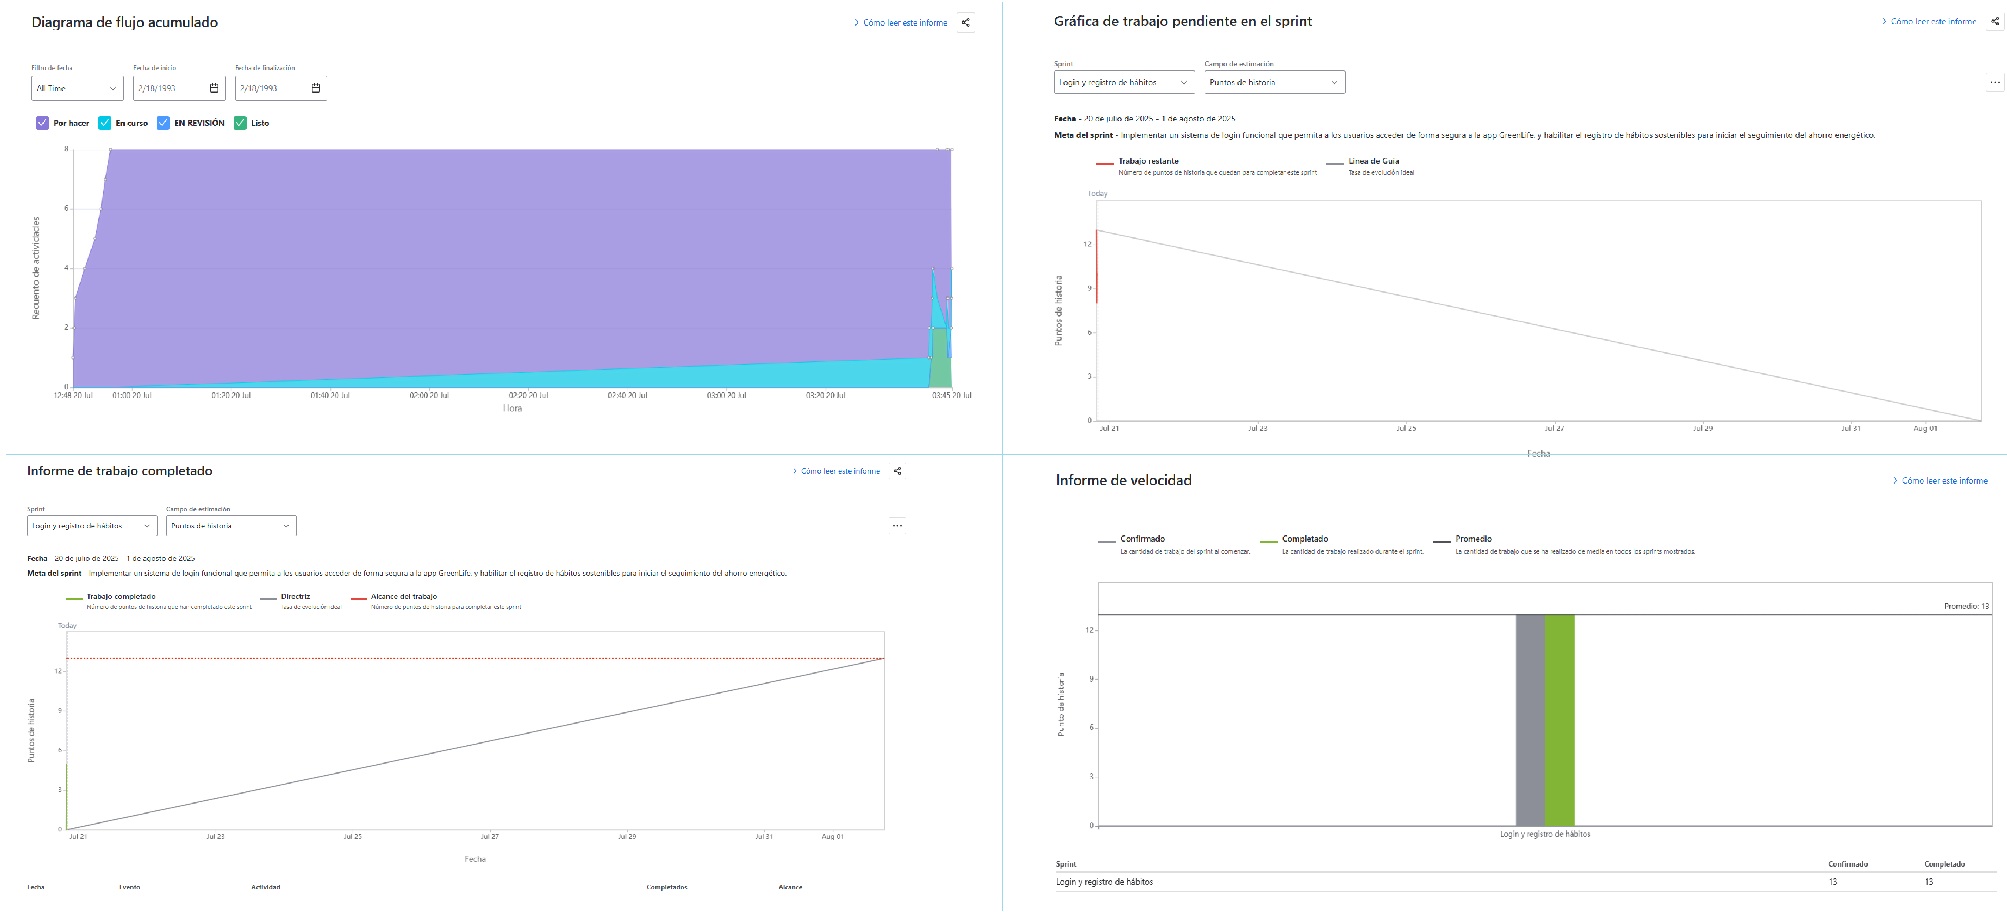 Diagrama de flujo acumulado
Cómo leer este informe
Filtro de fecha
Fecha de inicio
Fecha de finalización
All Time
2/18/1993
2/18/1993
Por hacer
En curso
EN REVISIÓN
Listo
Recuento de actividades
8
6
4
2
0
12:48 20 Jul
01:00 20 Jul
01:20 20 Jul
01:40 20 Jul
02:00 20 Jul
02:20 20 Jul
02:40 20 Jul
03:00 20 Jul
03:20 20 Jul
03:45 20 Jul
Hora
Gráfica de trabajo pendiente en el sprint
Cómo leer este informe
Sprint
Campo de estimación
Login y registro de hábitos
Puntos de historia
Fecha - 20 de julio de 2025 - 1 de agosto de 2025
Meta del sprint - Implementar un sistema de login funcional que permita a los usuarios acceder de forma segura a la app GreenLife, y habilitar el registro de hábitos sostenibles para iniciar el seguimiento del ahorro energético.
Trabajo restante
Número de puntos de historia que quedan para completar este sprint
Línea de Guía
Tasa de evolución ideal
Today
Puntos de historia
12
9
6
3
0
Jul 21
Jul 23
Jul 25
Jul 27
Jul 29
Jul 31
Aug 01
Fecha
Informe de trabajo completado
Cómo leer este informe
Sprint
Campo de estimación
Login y registro de hábitos
Puntos de historia
Fecha - 20 de julio de 2025 - 1 de agosto de 2025
Meta del sprint - Implementar un sistema de login funcional que permita a los usuarios acceder de forma segura a la app GreenLife, y habilitar el registro de hábitos sostenibles para iniciar el seguimiento del ahorro energético.
Trabajo completado
Número de puntos de historia que han completado este sprint
Directriz
Tasa de evolución ideal
Alcance del trabajo
Número de puntos de historia para completar este sprint
Today
Puntos de historia
12
9
6
3
0
Jul 21
Jul 23
Jul 25
Jul 27
Jul 29
Jul 31
Aug 01
Fecha
Fecha
Evento
Actividad
Completados
Alcance
Informe de velocidad
Cómo leer este informe
Confirmado
La cantidad de trabajo del sprint al comenzar.
Completado
La cantidad de trabajo realizado durante el sprint.
Promedio
La cantidad de trabajo que se ha realizado de media en todos los sprints mostrados.
Promedio: 13
Punto de historia
12
9
6
3
0
Login y registro de hábitos
Sprint
Confirmado
Completado
Login y registro de hábitos
13
13